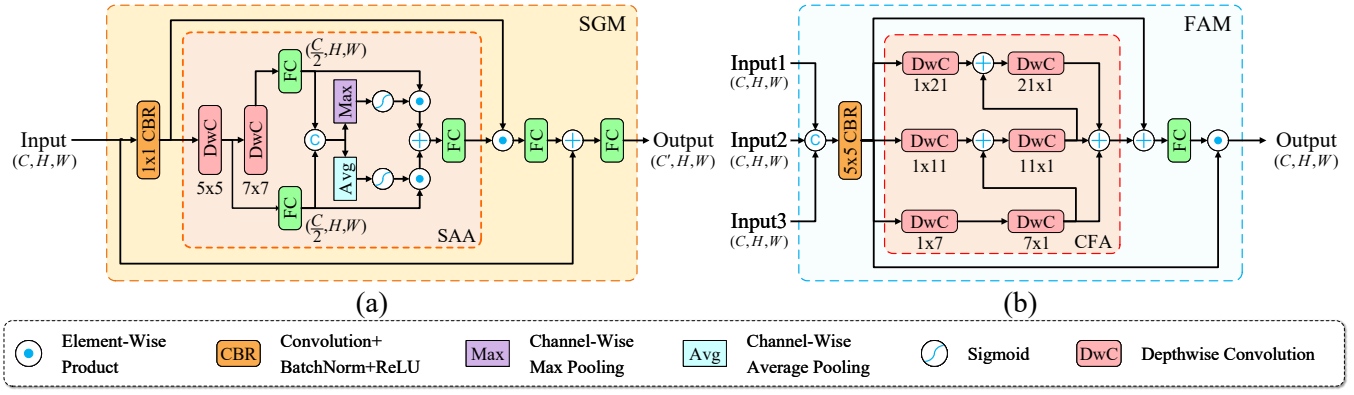 SGM
Input
(C,H,W)
1x1 CBR
DwC
5x5
DwC
7x7
FC
(C/2,H,W)
FC
(C/2,H,W)
C
Max
Avg
FC
SAA
FC
FC
Output
(C',H,W)
(a)
FAM
Input1
(C,H,W)
Input2
(C,H,W)
Input3
(C,H,W)
C
5x5 CBR
DwC
1x21
DwC
21x1
DwC
1x11
DwC
11x1
DwC
1x7
DwC
7x1
CFA
FC
Output
(C,H,W)
(b)
Element-Wise
Product
CBR
Convolution+
BatchNorm+ReLU
Max
Channel-Wise
Max Pooling
Avg
Channel-Wise
Average Pooling
Sigmoid
DwC
Depthwise Convolution